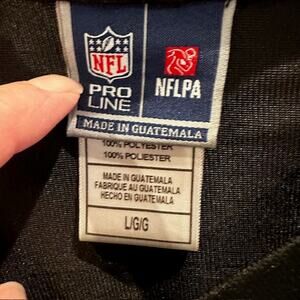 NFL
PRO
LINE
NFLPA
MADE IN GUATEMALA
100% POLYESTER
100% POLIESTER
MADE IN GUATEMALA
FABRIQUE AU GUATEMALA
HECHO EN GUATEMALA
L/G/G